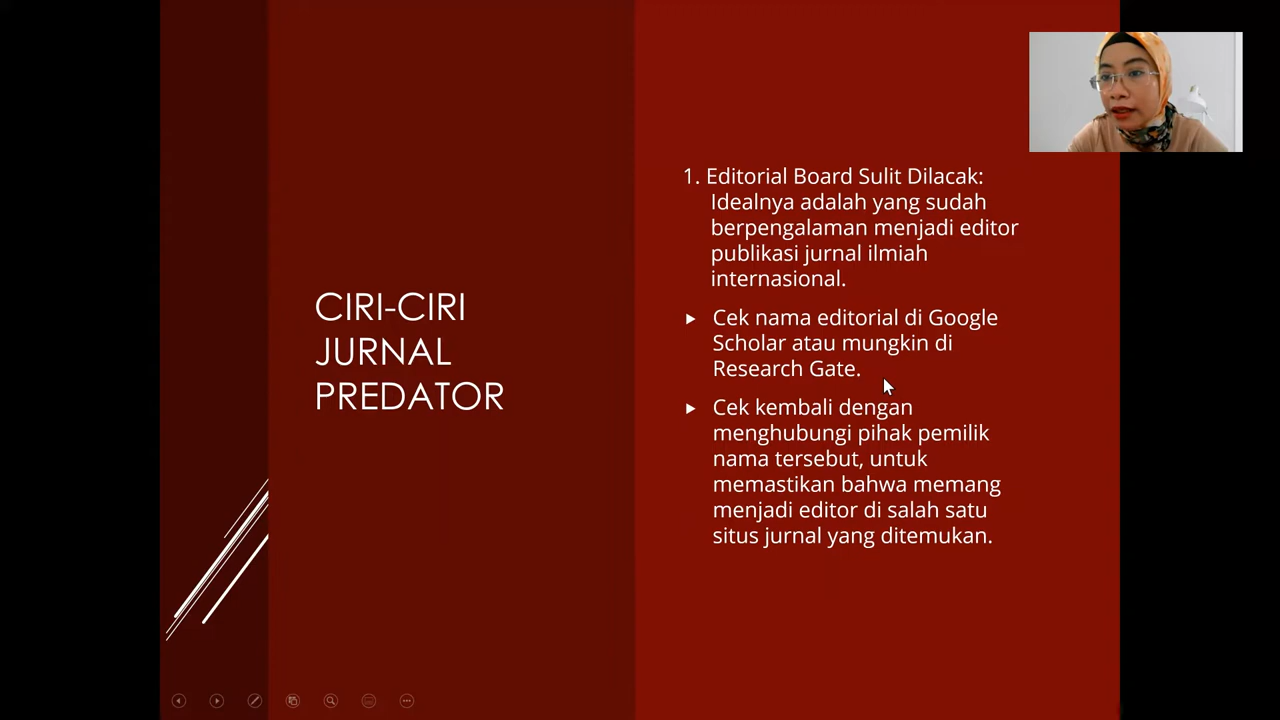 CIRI-CIRI
JURNAL
PREDATOR
1. Editorial Board Sulit Dilacak:
Idealnya adalah yang sudah
berpengalaman menjadi editor
publikasi jurnal ilmiah
internasional.
Cek nama editorial di Google
Scholar atau mungkin di
Research Gate.
Cek kembali dengan
menghubungi pihak pemilik
nama tersebut, untuk
memastikan bahwa memang
menjadi editor di salah satu
situs jurnal yang ditemukan.